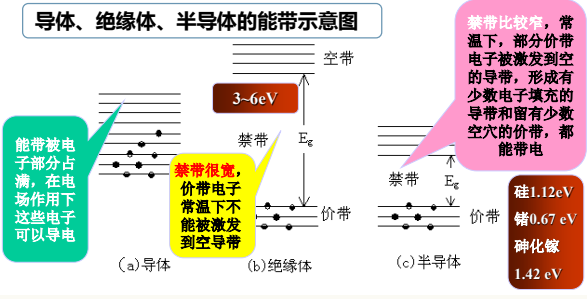 导体、绝缘体、半导体的能带示意图
禁带比较窄，常
温下，部分价带
电子被激发到空
的导带，形成有
少数电子填充的
导带和留有少数
空穴的价带，都
能带电
空带
3~6eV
能带被电
子部分占
满，在电
场作用下
这些电子
可以导电
禁带
Eg
禁带很宽，
价带电子
常温下不
能被激发
到空导带
价带
禁带
Eg
价带
硅1.12eV
锗0.67 eV
砷化镓
1.42 eV
(a)导体
(b)绝缘体
(c)半导体